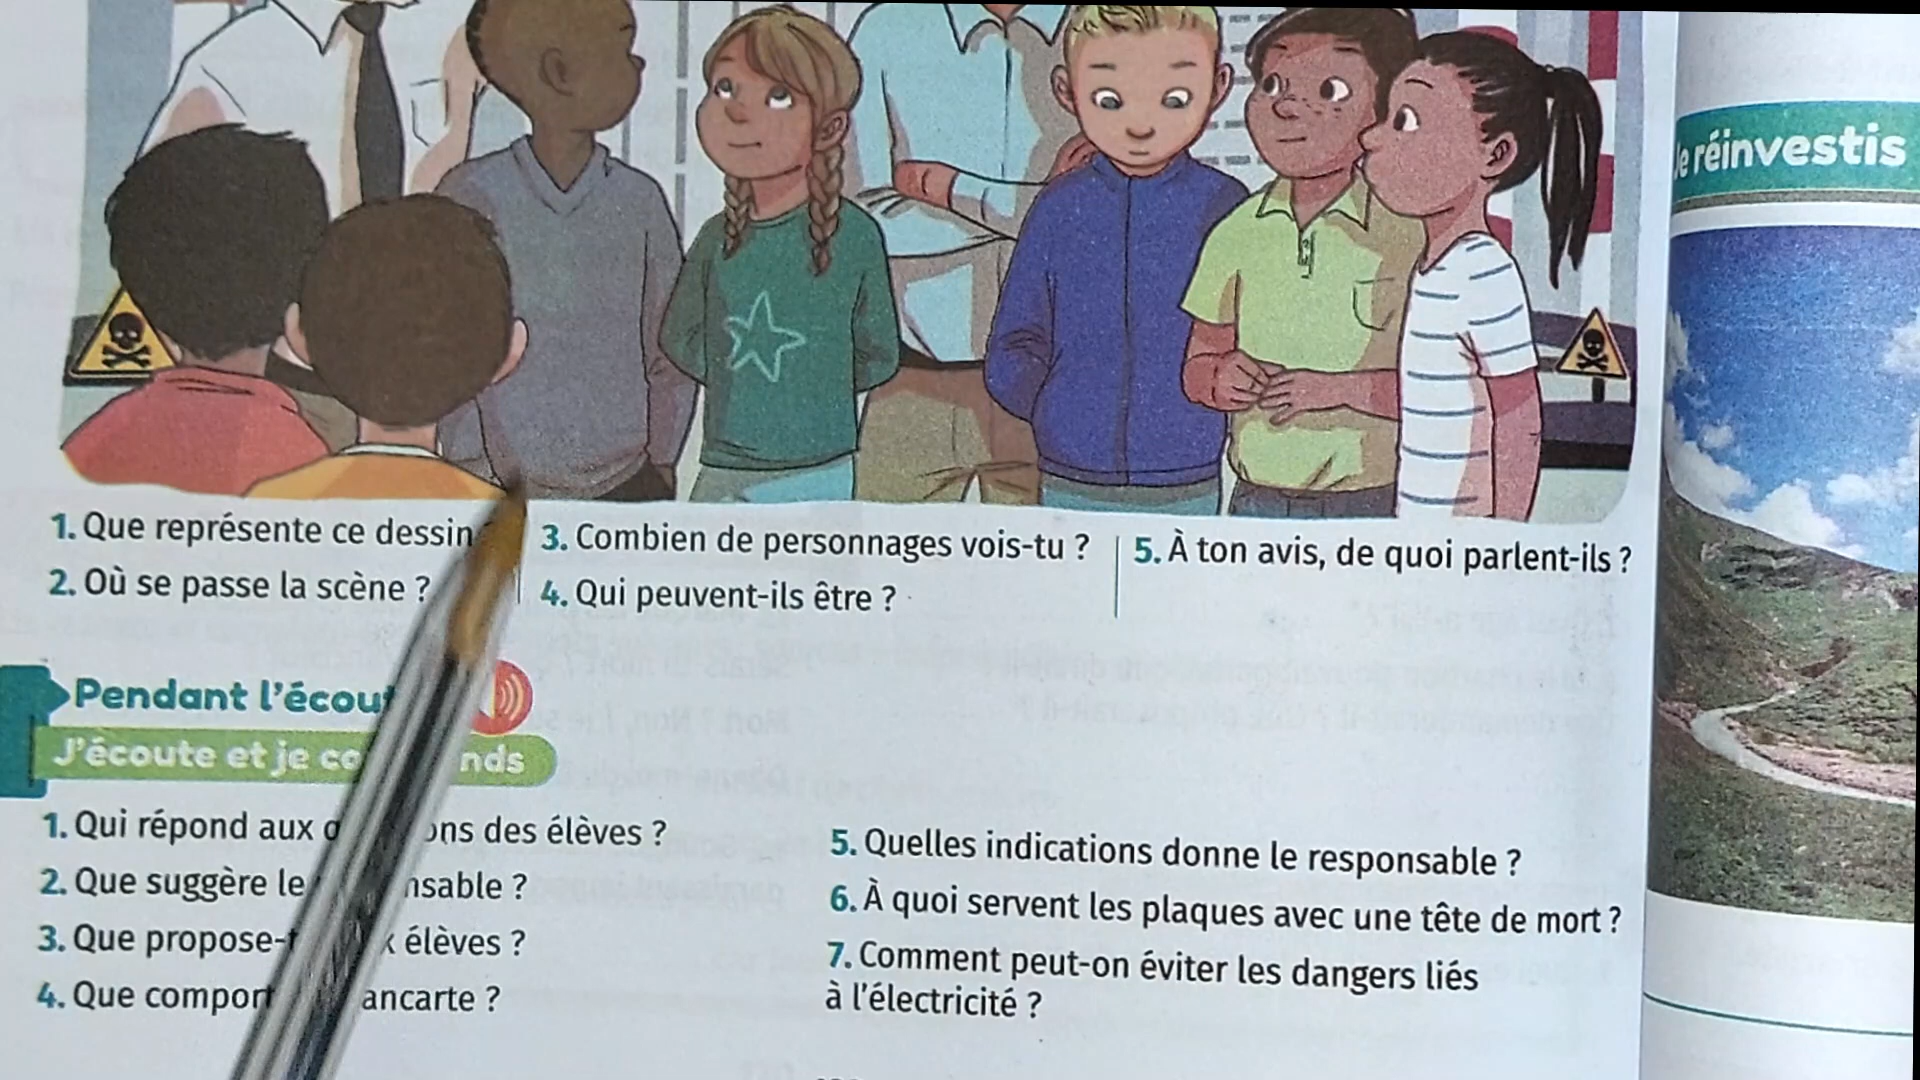 1. Que représente ce dessin
2. Où se passe la scène ?
3. Combien de personnages vois-tu ?
4. Qui peuvent-ils être ?
5. À ton avis, de quoi parlent-ils ?
Pendant l'écout
J'écoute et je co nds
1. Qui répond aux ons des élèves ?
2. Que suggère le nsable ?
3. Que propose-t élèves ?
4. Que comport ancarte ?
5. Quelles indications donne le responsable ?
6. À quoi servent les plaques avec une tête de mort ?
7. Comment peut-on éviter les dangers liés
à l'électricité ?
Je réinvestis